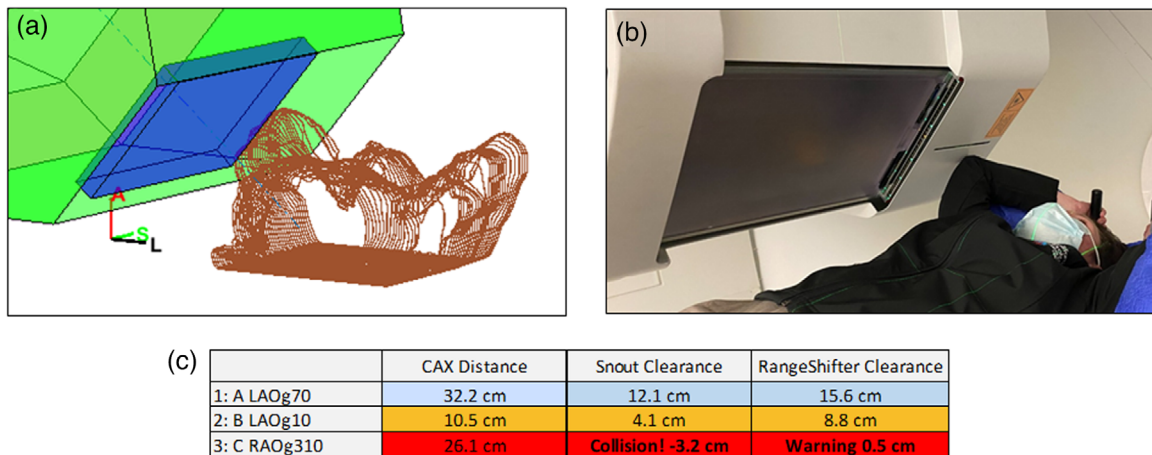 (a)
A
S
L
(b)
(c)
CAX Distance Snout Clearance RangeShifter Clearance
1: A LAOg70 32.2 cm 12.1 cm 15.6 cm
2: B LAOg10 10.5 cm 4.1 cm 8.8 cm
3: C RAOg310 26.1 cm Collision! -3.2 cm Warning 0.5 cm